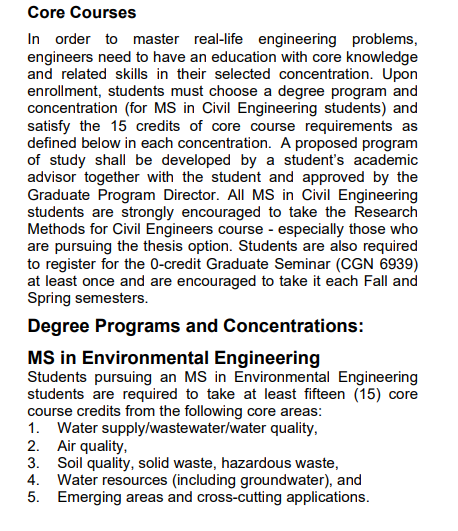 Core Courses
In order to master real-life engineering problems,
engineers need to have an education with core knowledge
and related skills in their selected concentration. Upon
enrollment, students must choose a degree program and
concentration (for MS in Civil Engineering students) and
satisfy the 15 credits of core course requirements as
defined below in each concentration. A proposed program
of study shall be developed by a student's academic
advisor together with the student and approved by the
Graduate Program Director. All MS in Civil Engineering
students are strongly encouraged to take the Research
Methods for Civil Engineers course - especially those who
are pursuing the thesis option. Students are also required
to register for the 0-credit Graduate Seminar (CGN 6939)
at least once and are encouraged to take it each Fall and
Spring semesters.
Degree Programs and Concentrations:
MS in Environmental Engineering
Students pursuing an MS in Environmental Engineering
students are required to take at least fifteen (15) core
course credits from the following core areas:
1. Water supply/wastewater/water quality,
2. Air quality,
3. Soil quality, solid waste, hazardous waste,
4. Water resources (including groundwater), and
5. Emerging areas and cross-cutting applications.